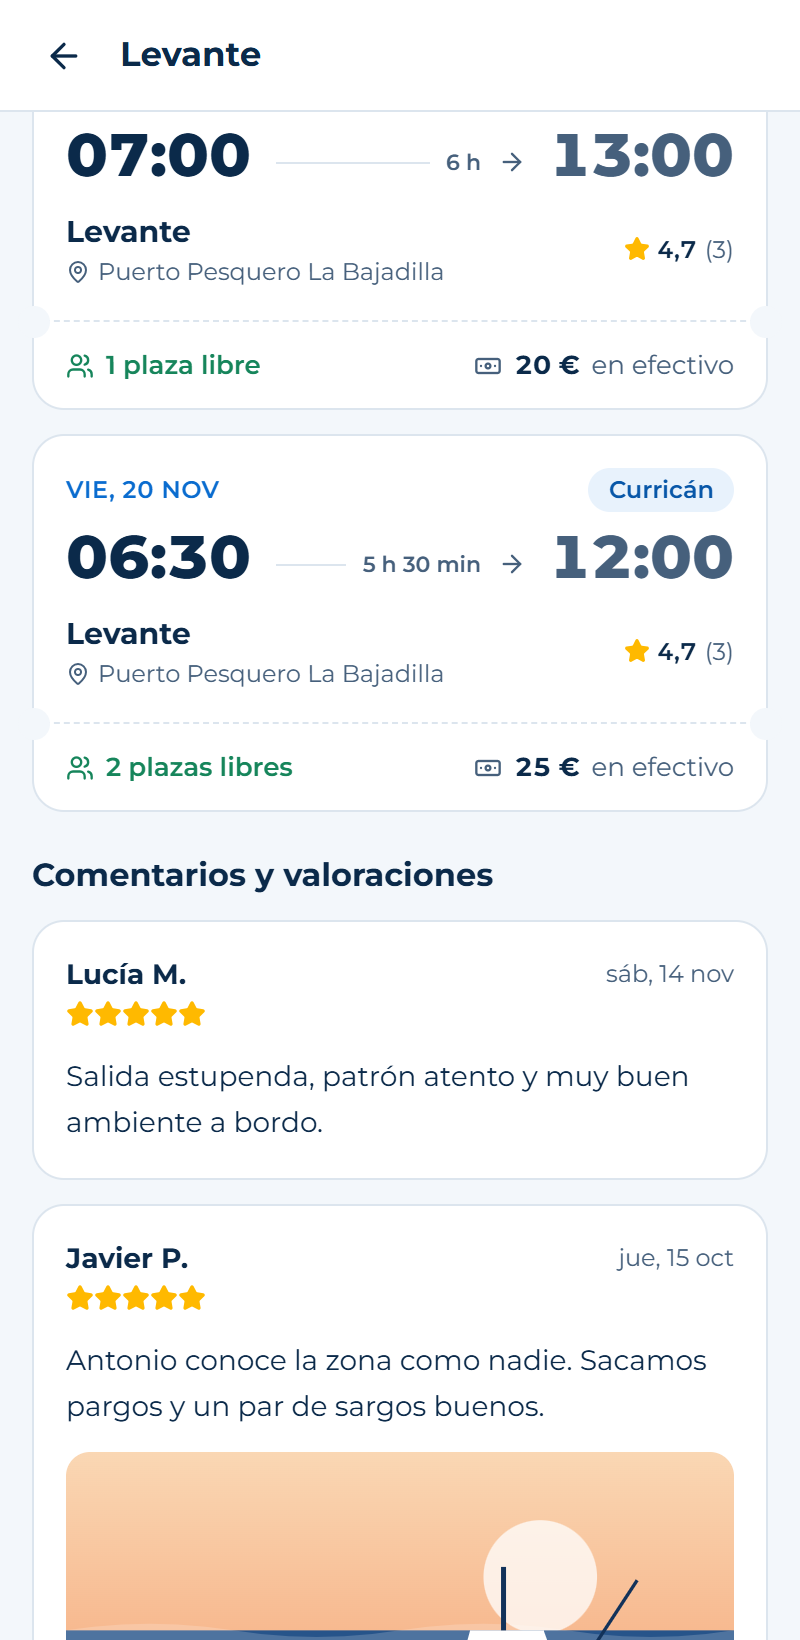 Levante
07:00 6 h 13:00
Levante
4,7 (3)
Puerto Pesquero La Bajadilla
1 plaza libre 20 € en efectivo
VIE, 20 NOV Curricán
06:30 5 h 30 min 12:00
Levante
4,7 (3)
Puerto Pesquero La Bajadilla
2 plazas libres 25 € en efectivo
Comentarios y valoraciones
Lucía M. sáb, 14 nov
Salida estupenda, patrón atento y muy buen
ambiente a bordo.
Javier P. jue, 15 oct
Antonio conoce la zona como nadie. Sacamos
pargos y un par de sargos buenos.